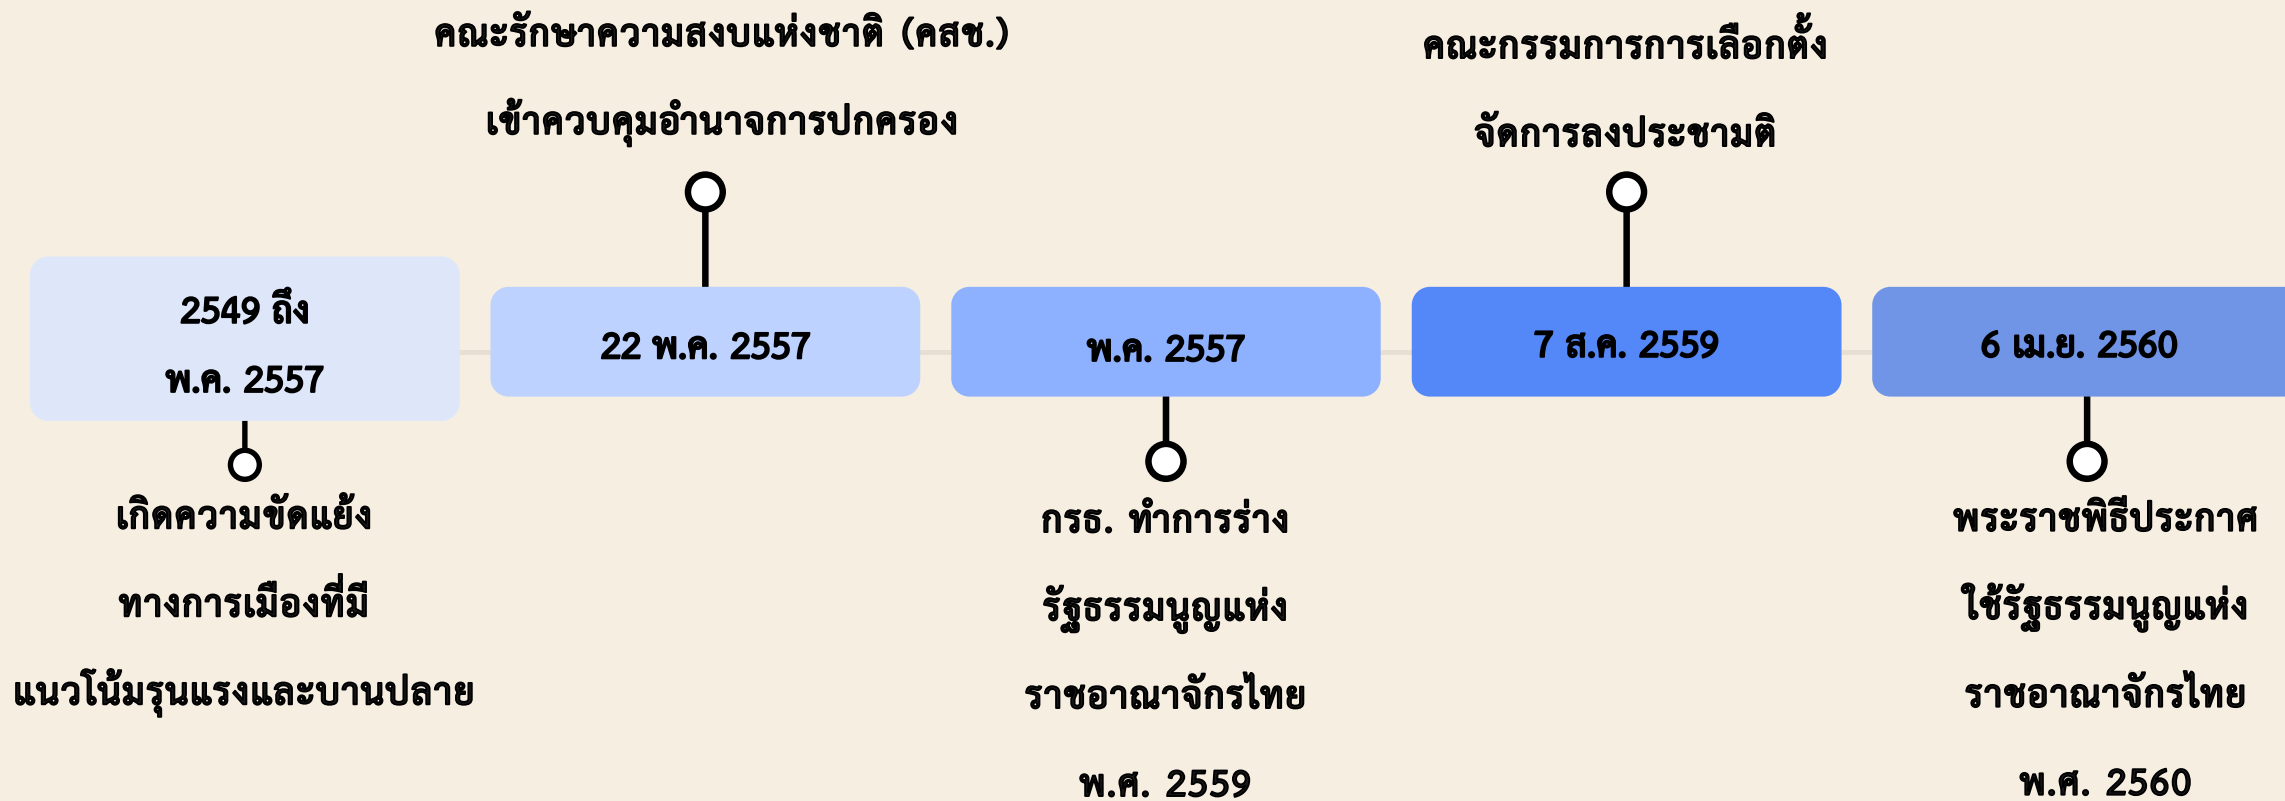 คณะรักษาความสงบแห่งชาติ (คสช.)
เข้าควบคุมอำนาจการปกครอง
คณะกรรมการการเลือกตั้ง
จัดการลงประชามติ
2549 ถึง
พ.ค. 2557
22 พ.ค. 2557
พ.ค. 2557
7 ส.ค. 2559
6 เม.ย. 2560
เกิดความขัดแย้ง
ทางการเมืองที่มี
แนวโน้มรุนแรงและบานปลาย
กรธ. ทำการร่าง
รัฐธรรมนูญแห่ง
ราชอาณาจักรไทย
พ.ศ. 2559
พระราชพิธีประกาศ
ใช้รัฐธรรมนูญแห่ง
ราชอาณาจักรไทย
พ.ศ. 2560